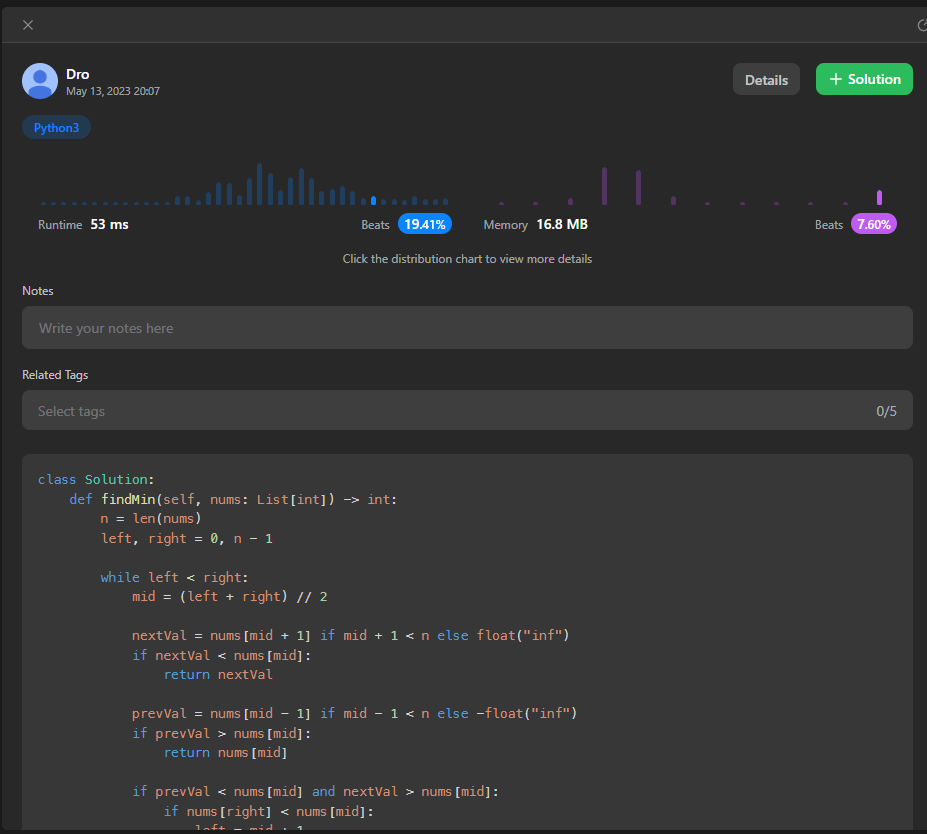 Dro
May 13, 2023 20:07
Details
+ Solution
Python3
Runtime 53 ms
Beats 19.41%
Memory 16.8 MB
Beats 7.60%
Click the distribution chart to view more details
Notes
Write your notes here
Related Tags
Select tags
0/5
class Solution:
    def findMin(self, nums: List[int]) -> int:
        n = len(nums)
        left, right = 0, n - 1

        while left < right:
            mid = (left + right) // 2

            nextVal = nums[mid + 1] if mid + 1 < n else float("inf")
            if nextVal < nums[mid]:
                return nextVal

            prevVal = nums[mid - 1] if mid - 1 < n else -float("inf")
            if prevVal > nums[mid]:
                return nums[mid]

            if prevVal < nums[mid] and nextVal > nums[mid]:
                if nums[right] < nums[mid]:
                    left = mid + 1